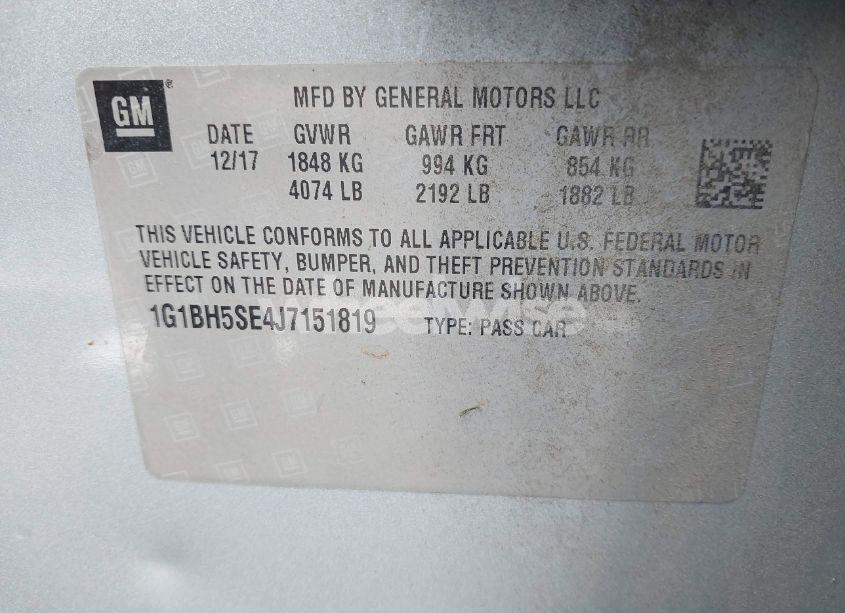 GM ®
MFD BY GENERAL MOTORS LLC
DATE GVWR GAWR FRT GAWR RR
12/17 1848 KG 994 KG 854 KG
4074 LB 2192 LB 1882 LB
THIS VEHICLE CONFORMS TO ALL APPLICABLE U.S. FEDERAL MOTOR
VEHICLE SAFETY, BUMPER, AND THEFT PREVENTION STANDARDS IN
EFFECT ON THE DATE OF MANUFACTURE SHOWN ABOVE.
1G1BH5SE4J7151819 TYPE: PASS CAR